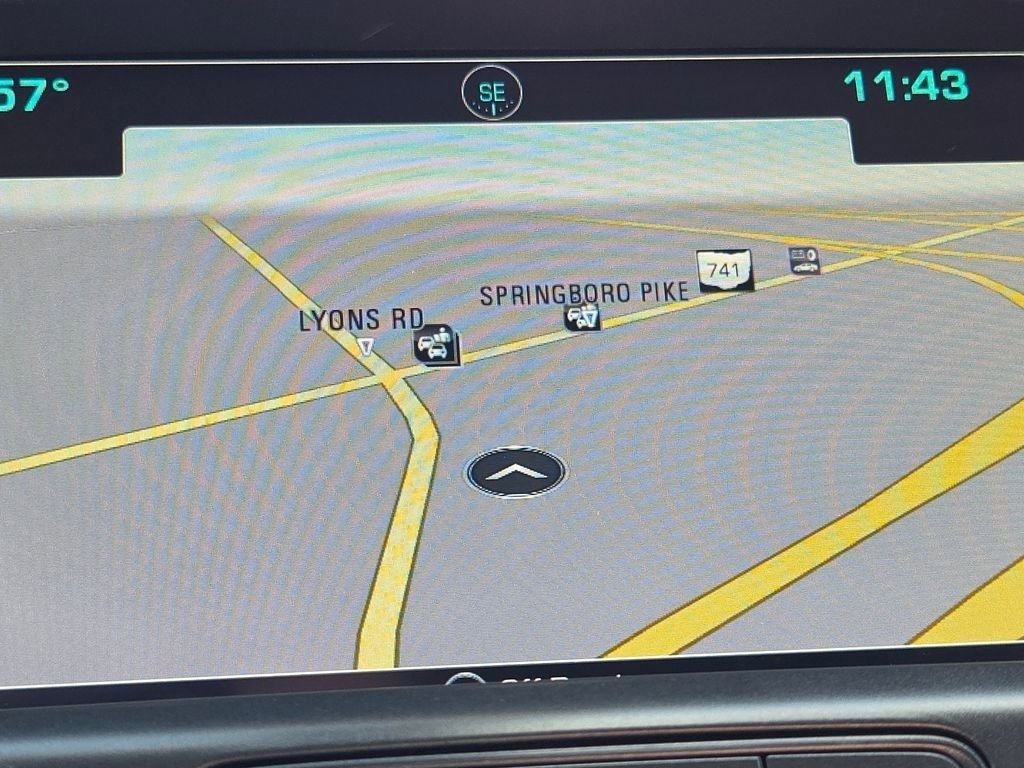 57°
SE
11:43
741
SPRINGBORO PIKE
LYONS RD